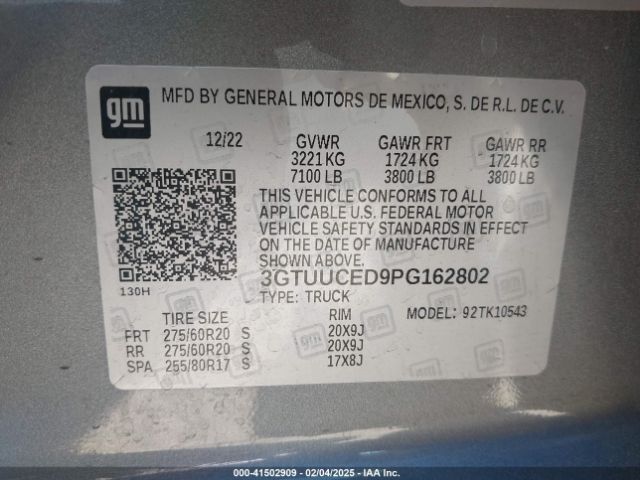 gm
MFD BY GENERAL MOTORS DE MEXICO, S. DE R.L. DE C.V.
12/22 GVWR GAWR FRT GAWR RR
3221 KG 1724 KG 1724 KG
7100 LB 3800 LB 3800 LB
THIS VEHICLE CONFORMS TO ALL
APPLICABLE U.S. FEDERAL MOTOR
VEHICLE SAFETY STANDARDS IN EFFECT
ON THE DATE OF MANUFACTURE
SHOWN ABOVE.
3GTUUCED9PG162802
130H
TYPE: TRUCK
MODEL: 92TK10543
TIRE SIZE RIM
FRT 275/60R20 S 20X9J
RR 275/60R20 S 20X9J
SPA 255/80R17 S 17X8J
000-41502909 - 02/04/2025 - IAA Inc.